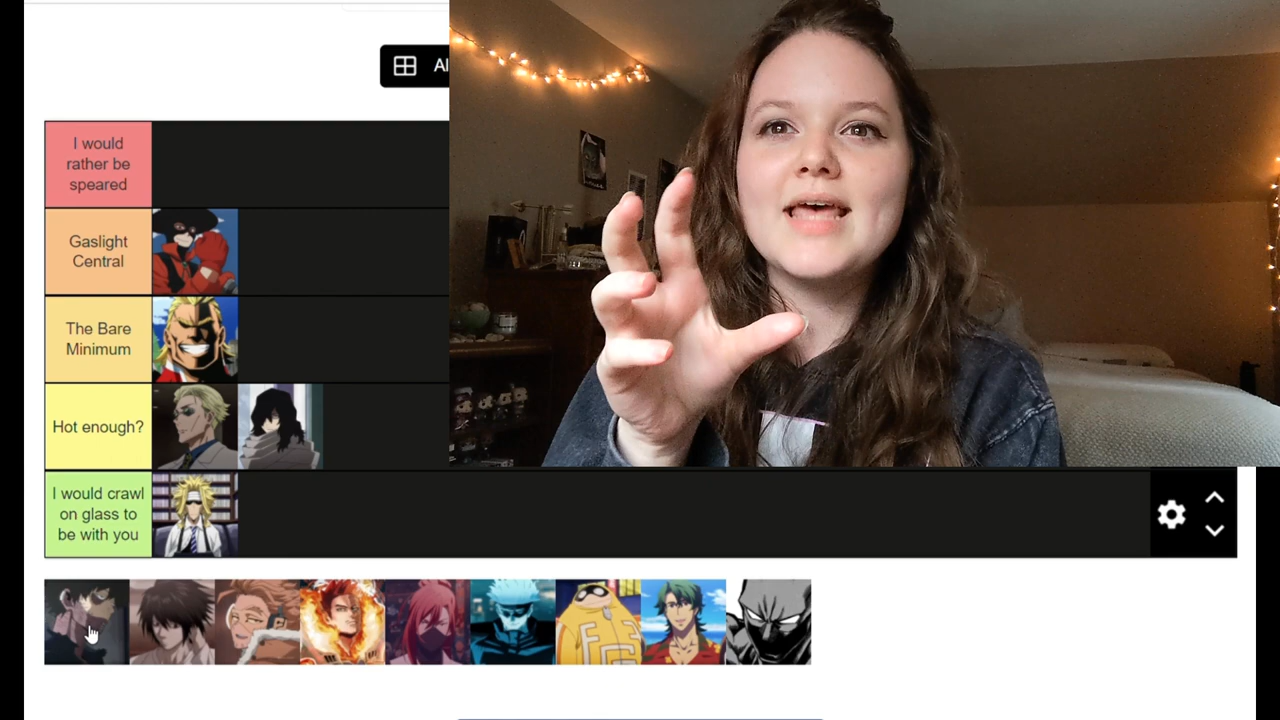 Al
I would
rather be
speared
Gaslight
Central
The Bare
Minimum
Hot enough?
I would crawl
on glass to
be with you